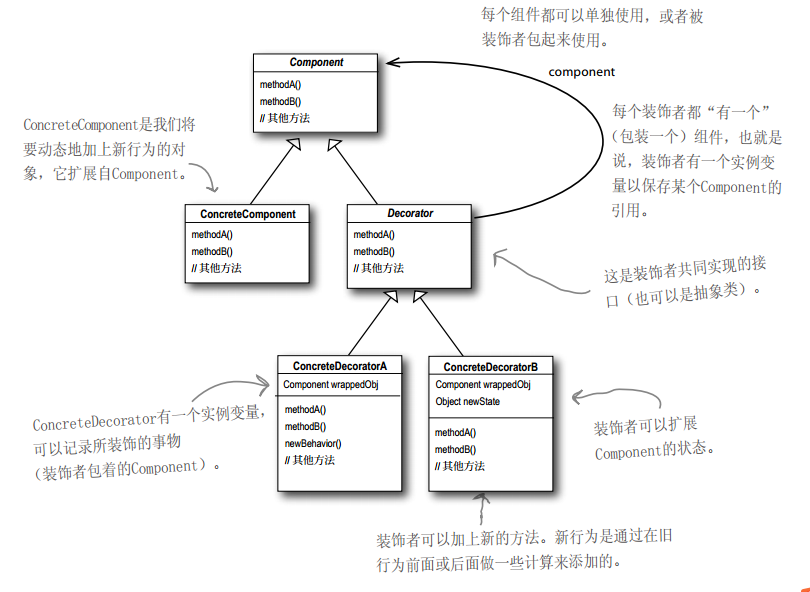 每个组件都可以单独使用，或者被
装饰者包起来使用。
Component
methodA()
methodB()
// 其他方法
component
ConcreteComponent是我们将
要动态地加上新行为的对
象，它扩展自Component。
每个装饰者都“有一个”
（包装一个）组件，也就是
说，装饰者有一个实例变
量以保存某个Component的
引用。
ConcreteComponent
methodA()
methodB()
// 其他方法
Decorator
methodA()
methodB()
// 其他方法
这是装饰者共同实现的接
口（也可以是抽象类）。
ConcreteDecoratorA
Component wrappedObj
methodA()
methodB()
newBehavior()
// 其他方法
ConcreteDecoratorB
Component wrappedObj
Object newState
methodA()
methodB()
// 其他方法
ConcreteDecorator有一个实例变量，
可以记录所装饰的事物
（装饰者包着的Component）。
装饰者可以扩展
Component的状态。
装饰者可以加上新的方法。新行为是通过在旧
行为前面或后面做一些计算来添加的。